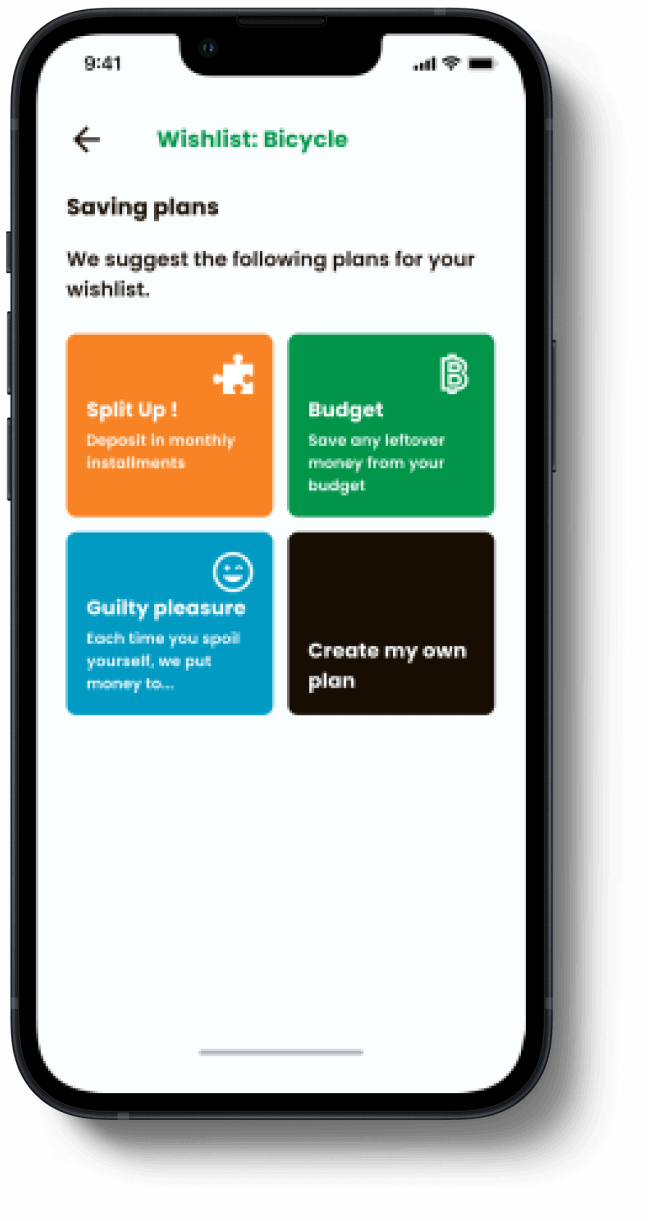 9:41
Wishlist: Bicycle
Saving plans
We suggest the following plans for your
wishlist.
Split Up !
Deposit in monthly
installments
Budget
Save any leftover
money from your
budget
Guilty pleasure
Each time you spoil
yourself, we put
money to...
Create my own
plan